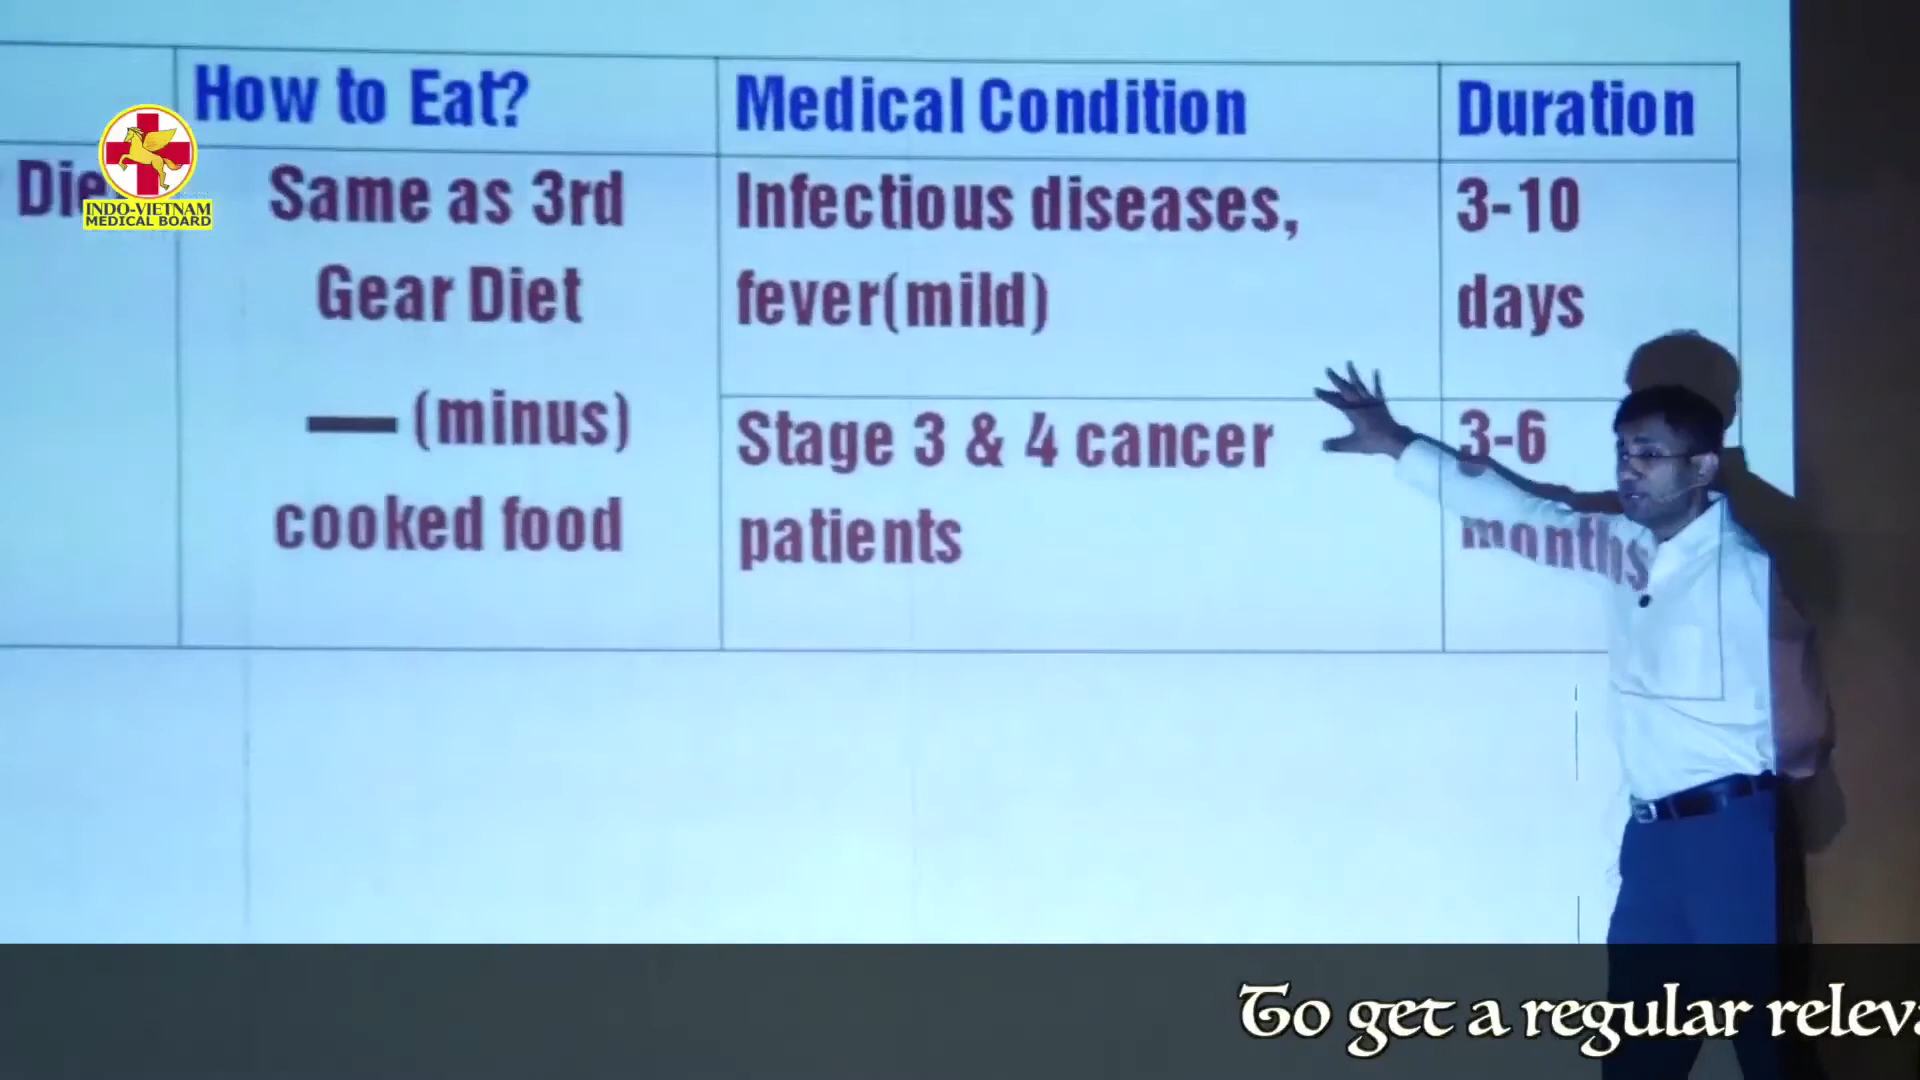 How to Eat?
Medical Condition
Duration
INDO-VIETNAM
MEDICAL BOARD
Same as 3rd
Gear Diet
— (minus)
cooked food
Infectious diseases,
fever(mild)
3-10
days
Stage 3 & 4 cancer
patients
3-6
months
To get a regular